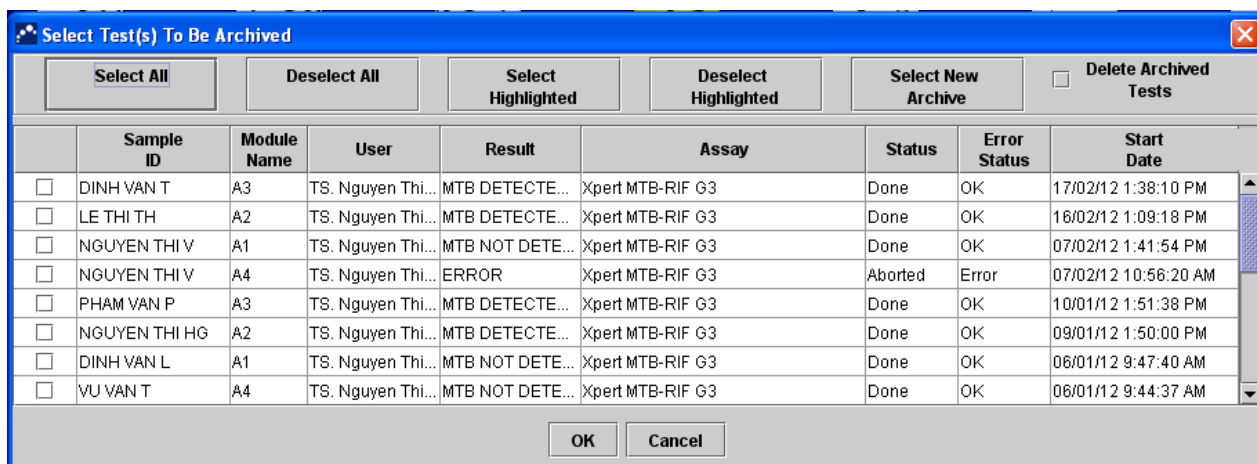 Select Test(s) To Be Archived
Select All Deselect All Select Highlighted Deselect Highlighted Select New Archive Delete Archived Tests
Sample ID Module Name User Result Assay Status Error Status Start Date
DINH VAN T A3 TS. Nguyen Thi... MTB DETECTE... Xpert MTB-RIF G3 Done OK 17/02/12 1:38:10 PM
LE THI TH A2 TS. Nguyen Thi... MTB DETECTE... Xpert MTB-RIF G3 Done OK 16/02/12 1:09:18 PM
NGUYEN THI V A1 TS. Nguyen Thi... MTB NOT DETE... Xpert MTB-RIF G3 Done OK 07/02/12 1:41:54 PM
NGUYEN THI V A4 TS. Nguyen Thi... ERROR Xpert MTB-RIF G3 Aborted Error 07/02/12 10:56:20 AM
PHAM VAN P A3 TS. Nguyen Thi... MTB DETECTE... Xpert MTB-RIF G3 Done OK 10/01/12 1:51:38 PM
NGUYEN THI HG A2 TS. Nguyen Thi... MTB DETECTE... Xpert MTB-RIF G3 Done OK 09/01/12 1:50:00 PM
DINH VAN L A1 TS. Nguyen Thi... MTB NOT DETE... Xpert MTB-RIF G3 Done OK 06/01/12 9:47:40 AM
VU VAN T A4 TS. Nguyen Thi... MTB NOT DETE... Xpert MTB-RIF G3 Done OK 06/01/12 9:44:37 AM
OK Cancel